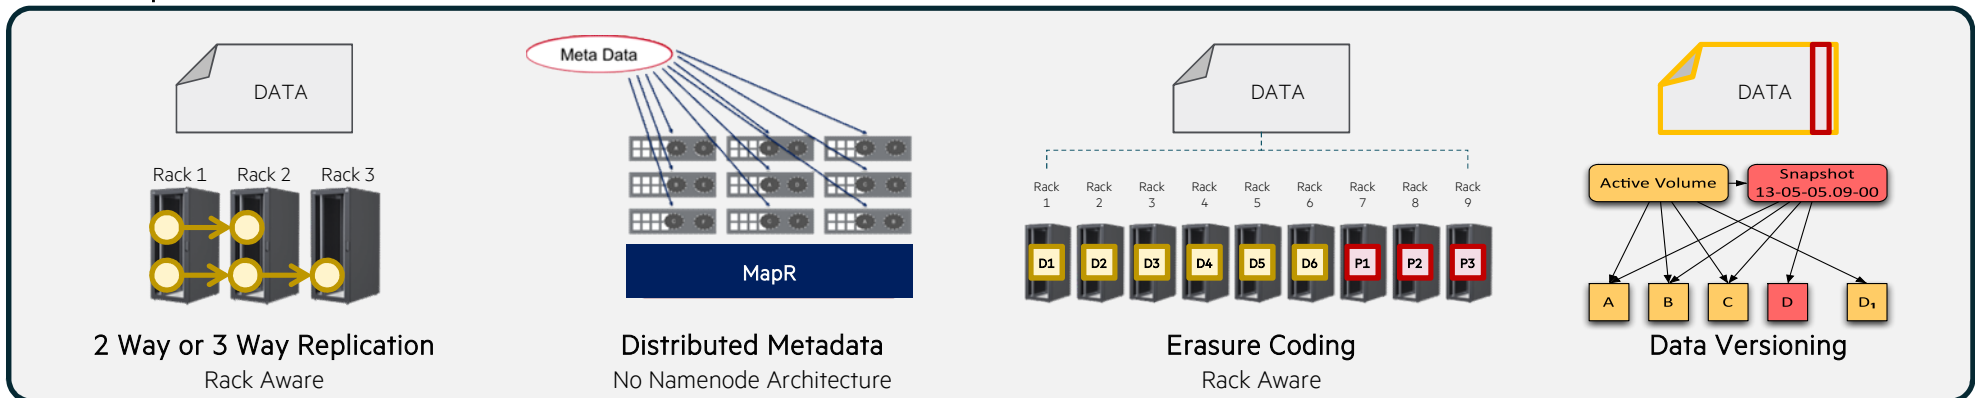 DATA
Rack 1 Rack 2 Rack 3
2 Way or 3 Way Replication
Rack Aware
Meta Data
MapR
Distributed Metadata
No Namenode Architecture
DATA
Rack Rack Rack Rack Rack Rack Rack Rack Rack
1 2 3 4 5 6 7 8 9
D1 D2 D3 D4 D5 D6 P1 P2 P3
Erasure Coding
Rack Aware
DATA
Active Volume
Snapshot
13-05-05.09-00
A B C D D₁
Data Versioning